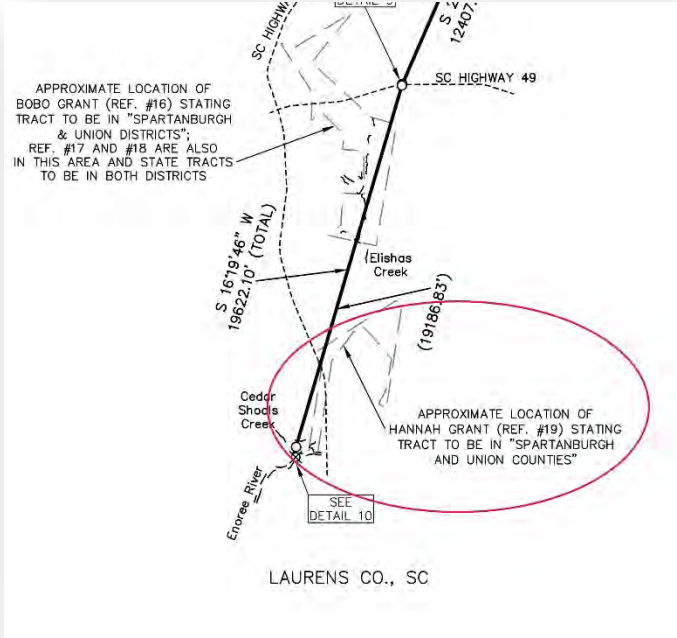 SC HIGHWAY
S 2
12407.
SC HIGHWAY 49
APPROXIMATE LOCATION OF
BOBO GRANT (REF. #16) STATING
TRACT TO BE IN "SPARTANBURGH
& UNION DISTRICTS";
REF. #17 AND #18 ARE ALSO
IN THIS AREA AND STATE TRACTS
TO BE IN BOTH DISTRICTS
S 16°19'46" W
19622.10' (TOTAL)
Elishas
Creek
(19186.83')
Cedar
Shoals
Creek
APPROXIMATE LOCATION OF
HANNAH GRANT (REF. #19) STATING
TRACT TO BE IN "SPARTANBURGH
AND UNION COUNTIES"
Enoree River
SEE
DETAIL 10
LAURENS CO., SC